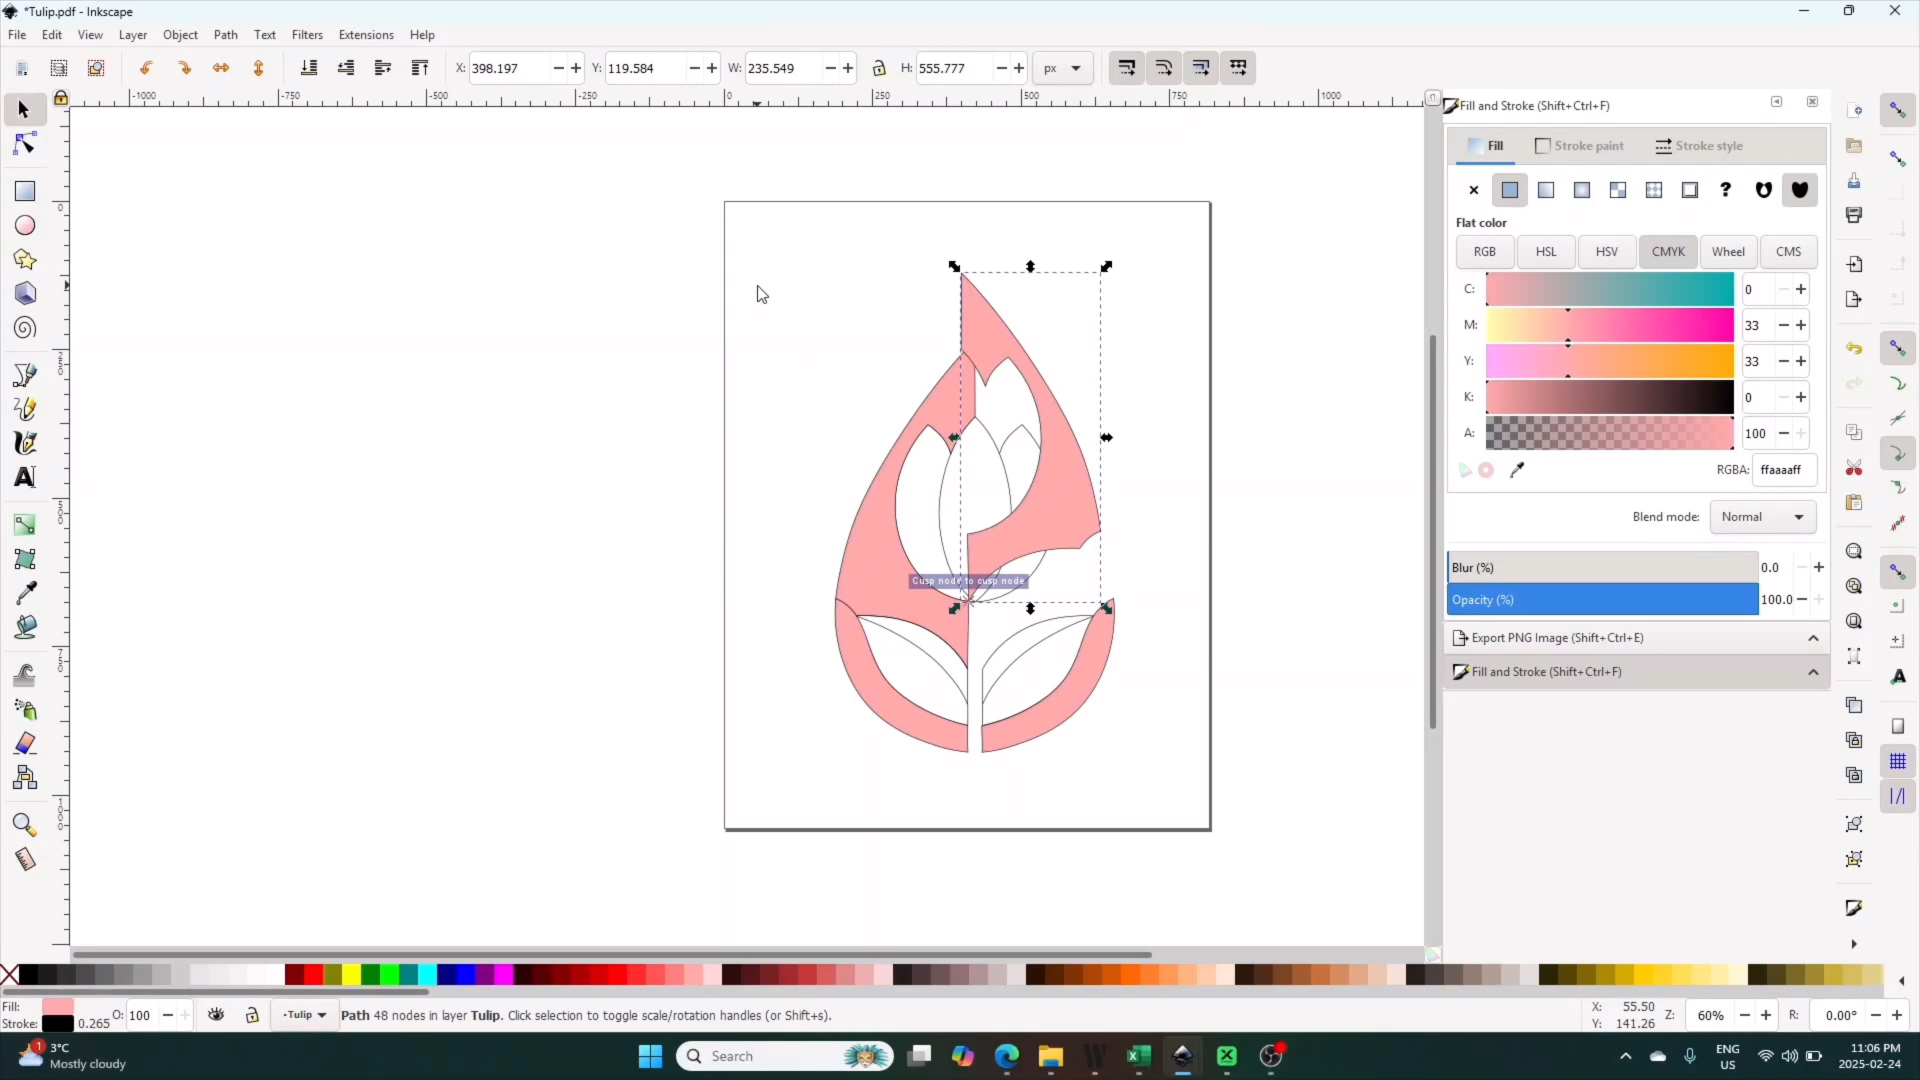 *Tulip.pdf - Inkscape
File Edit View Layer Object Path Text Filters Extensions Help
X: 398.197 Y: 119.584 W: 235.549 H: 555.777 px
-1000 -750 -500 -250 0 250 500 750 1000
0
250
500
750
1000
Fill and Stroke (Shift+Ctrl+F)
Fill Stroke paint Stroke style
Flat color
RGB HSL HSV CMYK Wheel CMS
C: 0
M: 33
Y: 33
K: 0
A: 100
RGBA: ffaaaaff
Blend mode: Normal
Blur (%) 0.0
Opacity (%) 100.0
Export PNG Image (Shift+Ctrl+E)
Fill and Stroke (Shift+Ctrl+F)
Cusp node to cusp node
Fill:
Stroke: 0.265
O: 100
Tulip
Path 48 nodes in layer Tulip. Click selection to toggle scale/rotation handles (or Shift+s).
X: 55.50
Y: 141.26
Z: 60%
R: 0.00°
1
3°C
Mostly cloudy
Search
ENG
US
11:06 PM
2025-02-24